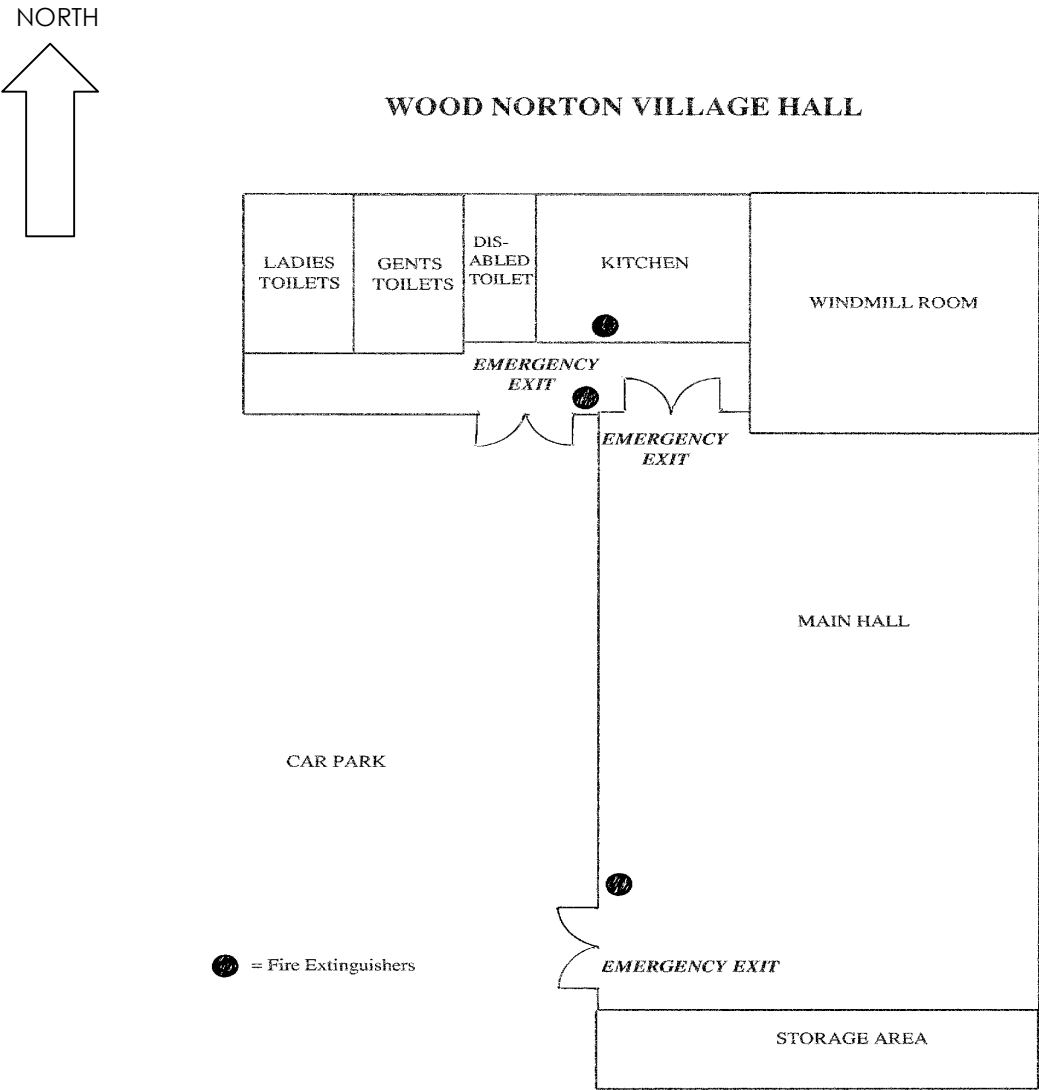 NORTH
WOOD NORTON VILLAGE HALL
LADIES
TOILETS
GENTS
TOILETS
DIS-
ABLED
TOILET
KITCHEN
WINDMILL ROOM
EMERGENCY
EXIT
EMERGENCY
EXIT
MAIN HALL
CAR PARK
= Fire Extinguishers
EMERGENCY EXIT
STORAGE AREA